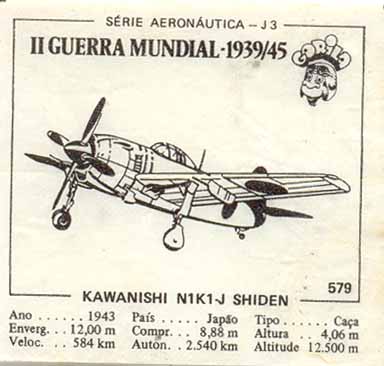 SÉRIE AERONÁUTICA - J 3
II GUERRA MUNDIAL - 1939/45
GORILA
579
KAWANISHI N1K1-J SHIDEN
Ano ...... 1943 País ..... Japão Tipo ...... Caça
Enverg. .. 12,00 m Compr. .. 8,88 m Altura .. 4,06 m
Veloc. .. 584 km Auton. . 2.540 km Altitude 12.500 m